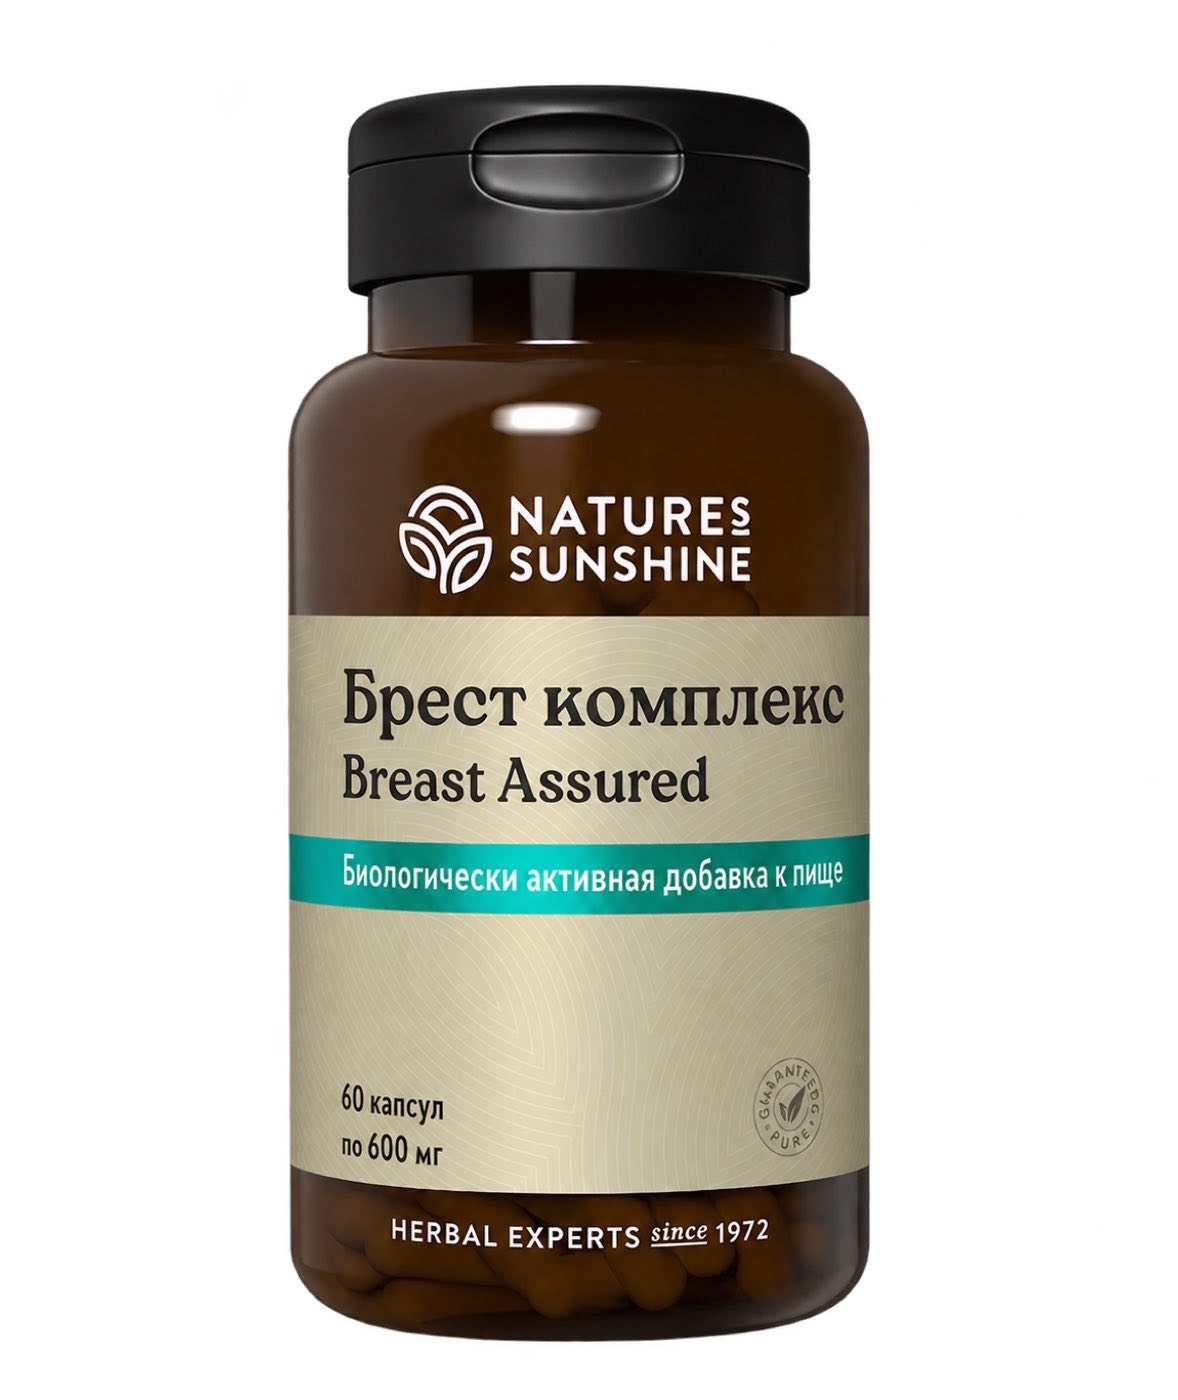 NATURES
SUNSHINE
Брест комплекс
Breast Assured
Биологически активная добавка к пище
60 капсул
по 600 мг
PURE
HERBAL EXPERTS since 1972